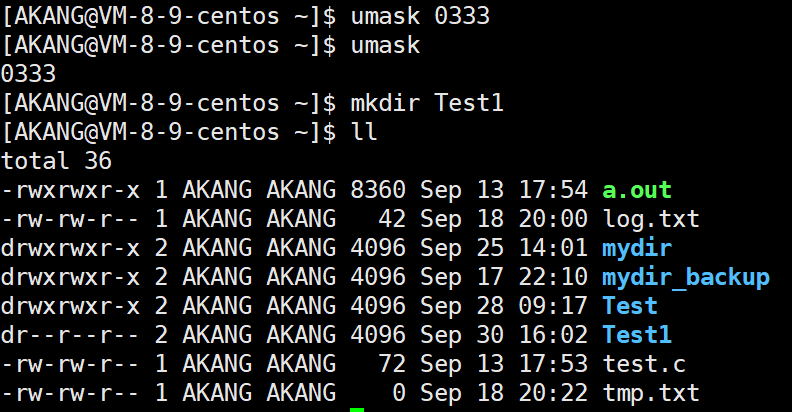 [AKANG@VM-8-9-centos ~]$ umask 0333
[AKANG@VM-8-9-centos ~]$ umask
0333
[AKANG@VM-8-9-centos ~]$ mkdir Test1
[AKANG@VM-8-9-centos ~]$ ll
total 36
-rwxrwxr-x 1 AKANG AKANG 8360 Sep 13 17:54 a.out
-rw-rw-r-- 1 AKANG AKANG   42 Sep 18 20:00 log.txt
drwxrwxr-x 2 AKANG AKANG 4096 Sep 25 14:01 mydir
drwxrwxr-x 2 AKANG AKANG 4096 Sep 17 22:10 mydir_backup
drwxrwxr-x 2 AKANG AKANG 4096 Sep 28 09:17 Test
dr--r--r-- 2 AKANG AKANG 4096 Sep 30 16:02 Test1
-rw-rw-r-- 1 AKANG AKANG   72 Sep 13 17:53 test.c
-rw-rw-r-- 1 AKANG AKANG    0 Sep 18 20:22 tmp.txt